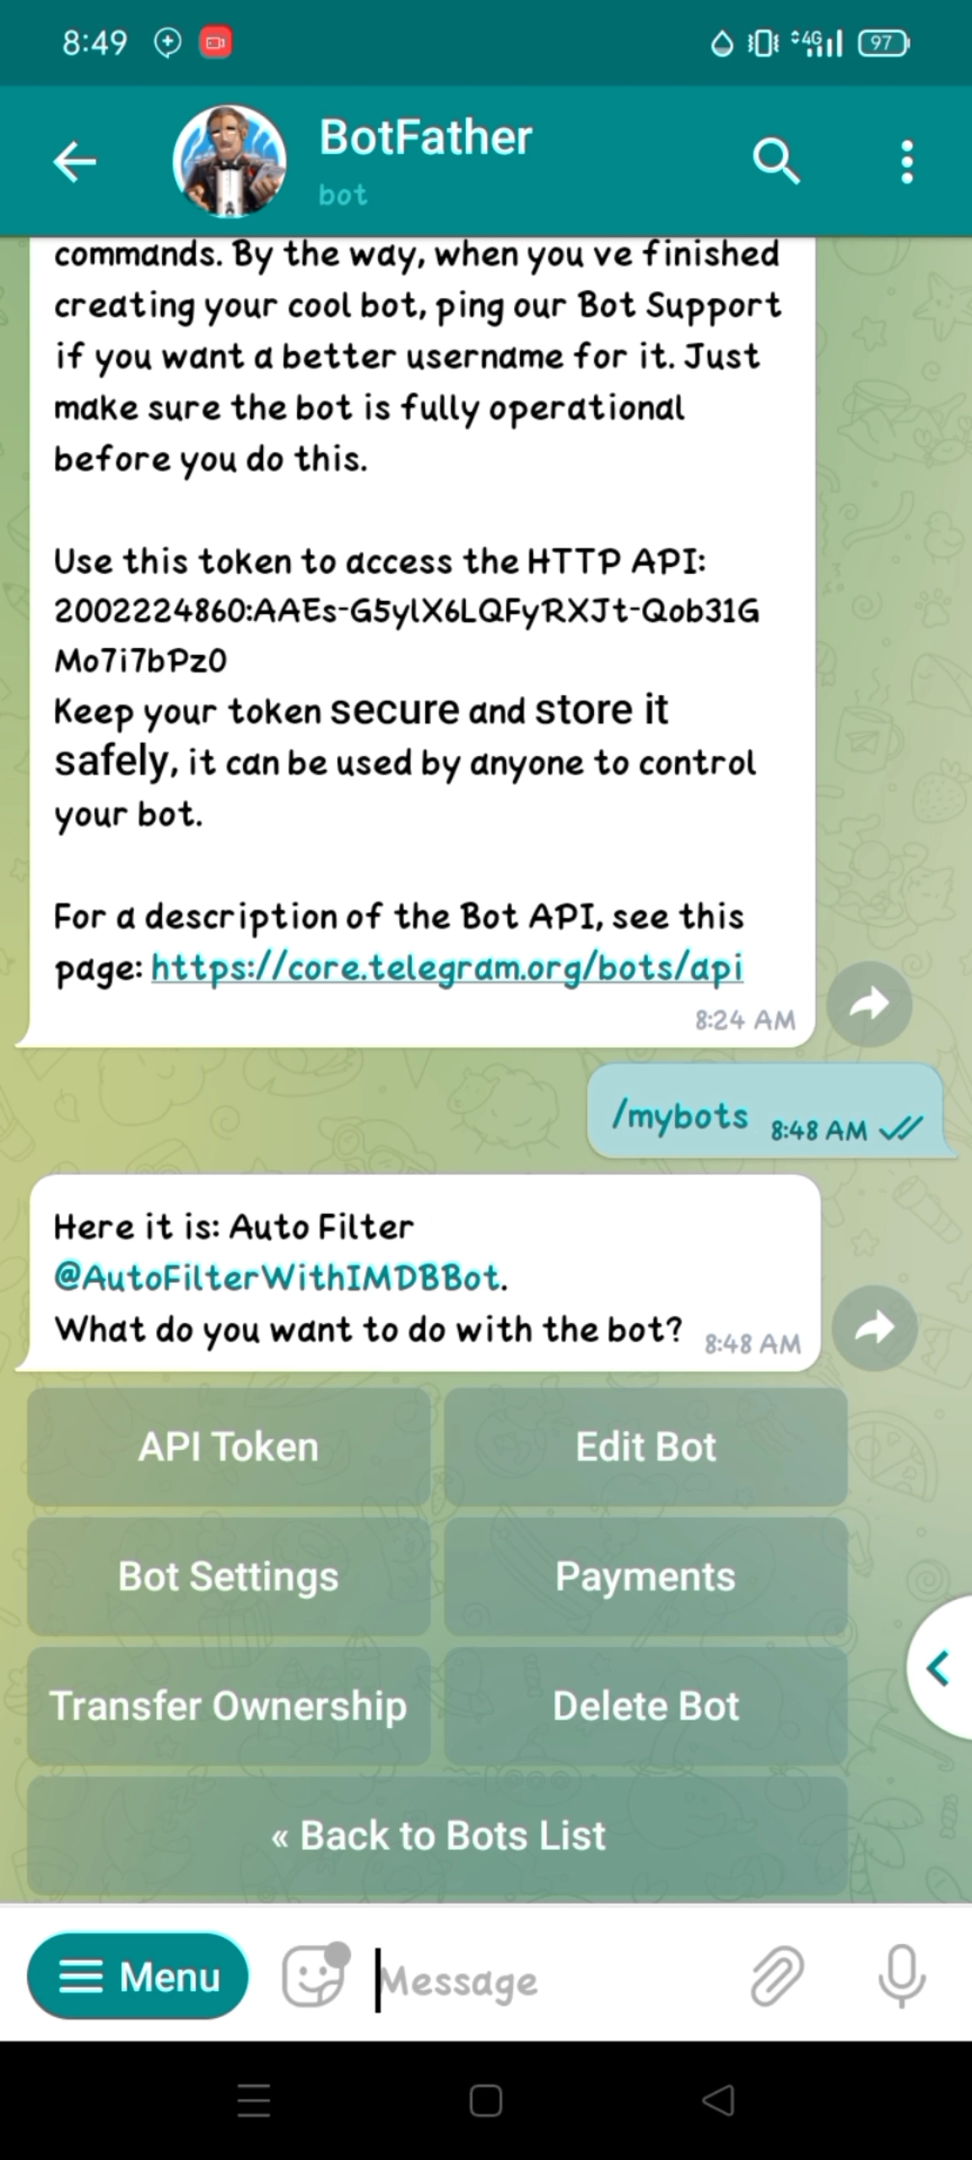 8:49
4G
97
BotFather
bot
commands. By the way, when you ve finished
creating your cool bot, ping our Bot Support
if you want a better username for it. Just
make sure the bot is fully operational
before you do this.
Use this token to access the HTTP API:
2002224860:AAEs-G5ylX6LQFyRXJt-Qob31G
Mo7i7bPz0
Keep your token secure and store it
safely, it can be used by anyone to control
your bot.
For a description of the Bot API, see this
page: https://core.telegram.org/bots/api
8:24 AM
/mybots 8:48 AM
Here it is: Auto Filter
@AutoFilterWithIMDBBot.
What do you want to do with the bot? 8:48 AM
API Token Edit Bot
Bot Settings Payments
Transfer Ownership Delete Bot
« Back to Bots List
Menu Message